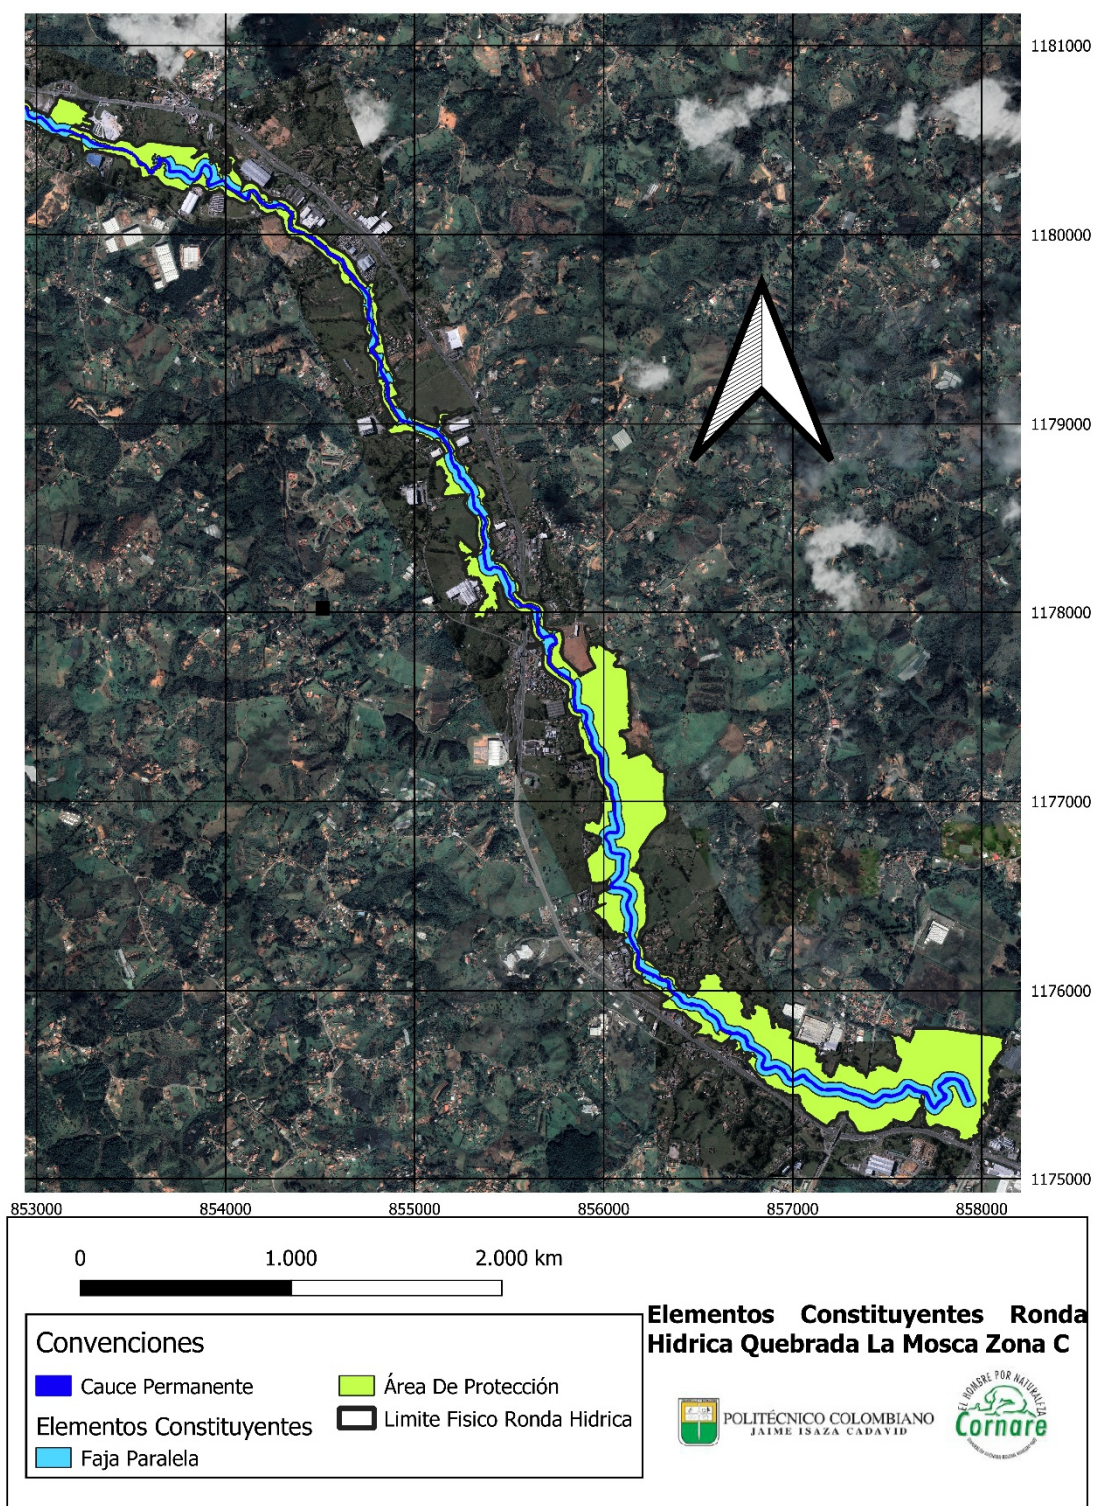 1181000
1180000
1179000
1178000
1177000
1176000
1175000
853000 854000 855000 856000 857000 858000
0 1.000 2.000 km
Elementos Constituyentes Ronda
Hidrica Quebrada La Mosca Zona C
Convenciones
Cauce Permanente
Elementos Constituyentes
Faja Paralela
Área De Protección
Limite Fisico Ronda Hidrica
POLITÉCNICO COLOMBIANO
JAIME ISAZA CADAVID
EL HOMBRE POR NATURALEZA
Cornare